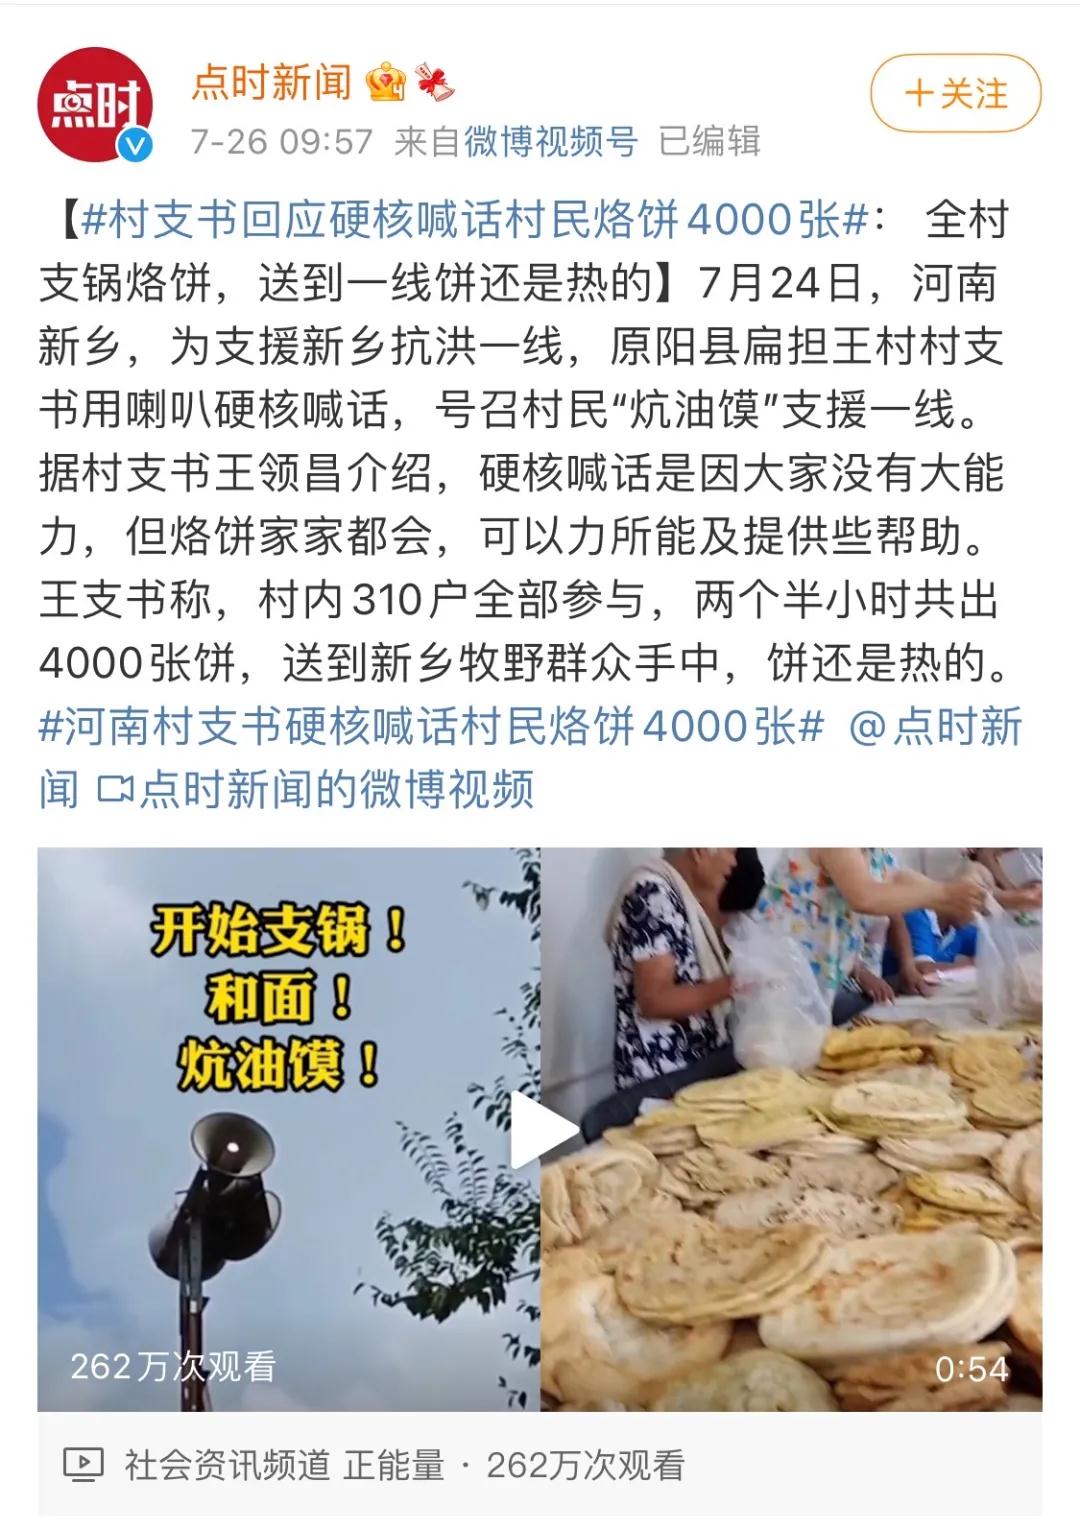 点时
点时新闻
+关注
7-26 09:57 来自微博视频号 已编辑
【#村支书回应硬核喊话村民烙饼4000张#： 全村
支锅烙饼，送到一线饼还是热的】7月24日，河南
新乡，为支援新乡抗洪一线，原阳县扁担王村村支
书用喇叭硬核喊话，号召村民“炕油馍”支援一线。
据村支书王领昌介绍，硬核喊话是因大家没有大能
力，但烙饼家家都会，可以力所能及提供些帮助。
王支书称，村内310户全部参与，两个半小时共出
4000张饼，送到新乡牧野群众手中，饼还是热的。
#河南村支书硬核喊话村民烙饼4000张# @点时新
闻 点时新闻的微博视频
开始支锅！
和面！
炕油馍！
262万次观看
0:54
社会资讯频道 正能量 · 262万次观看